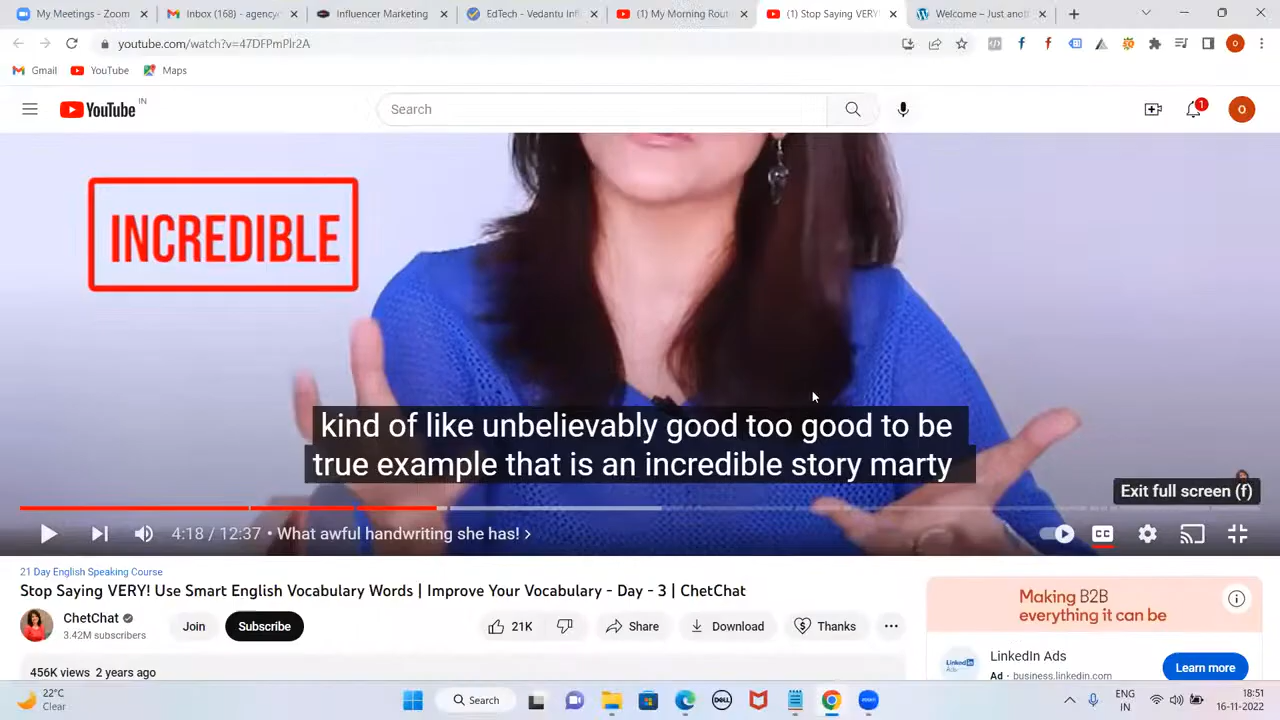 My Meetings - Zoom
Inbox (168) - agency
Influencer Marketing
EdTech - Vedantu Inf
(1) My Morning Rout
(1) Stop Saying VERY!
Welcome – Just anot
youtube.com/watch?v=47DFPmPlr2A
Gmail
YouTube
Maps
YouTube IN
Search
1
O
INCREDIBLE
kind of like unbelievably good too good to be
true example that is an incredible story marty
Exit full screen (f)
4:18 / 12:37 • What awful handwriting she has! >
CC
21 Day English Speaking Course
Stop Saying VERY! Use Smart English Vocabulary Words | Improve Your Vocabulary - Day - 3 | ChetChat
ChetChat
3.42M subscribers
Join
Subscribe
21K
Share
Download
Thanks
456K views 2 years ago
Making B2B
everything it can be
LinkedIn Ads
Ad • business.linkedin.com
Learn more
22°C
Clear
Search
DELL
zoom
ENG
IN
18:51
16-11-2022